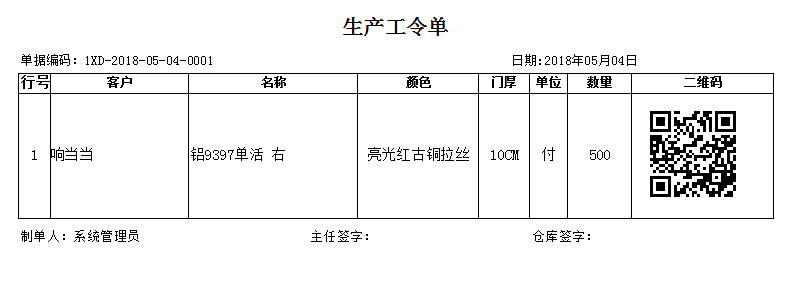 生产工令单
单据编码：1XD-2018-05-04-0001 日期:2018年05月04日
行号 客户 名称 颜色 门厚 单位 数量 二维码
1 响当当 铝9397单活 右 亮光红古铜拉丝 10CM 付 500
制单人：系统管理员 主任签字： 仓库签字：